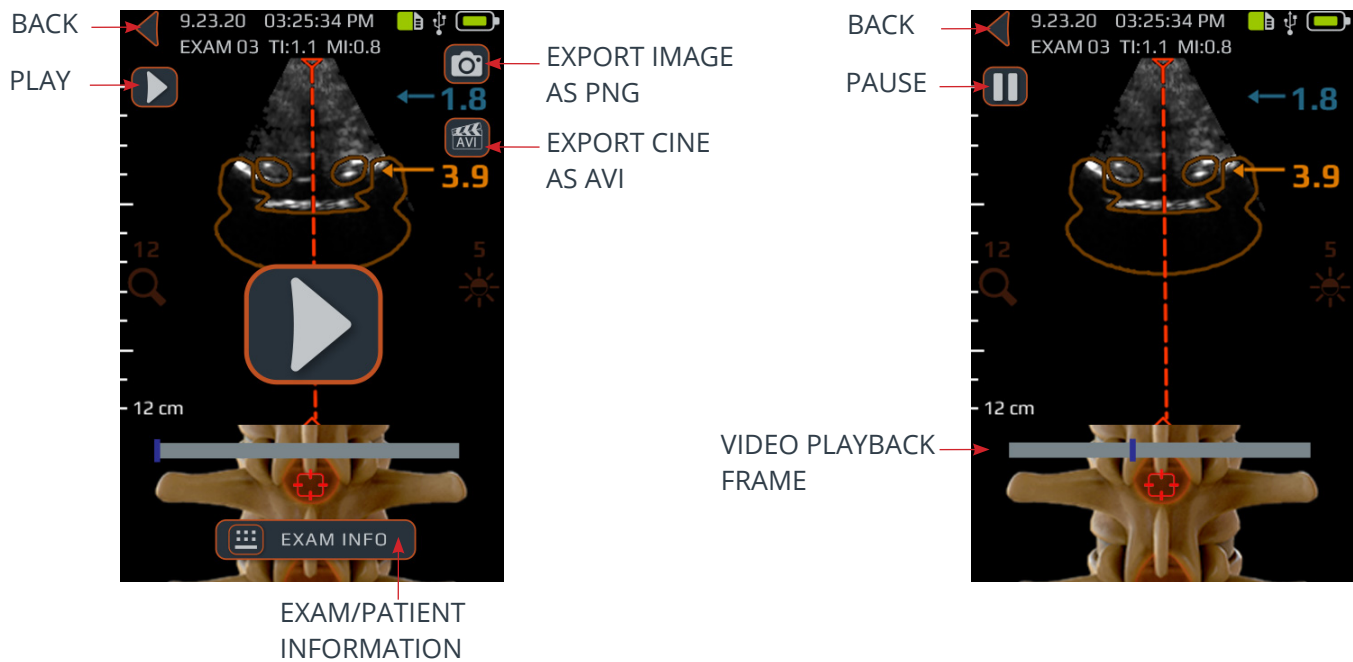 BACK
9.23.20 03:25:34 PM
EXAM 03 TI:1.1 MI:0.8
PLAY
EXPORT IMAGE
AS PNG
1.8
AVI
EXPORT CINE
AS AVI
3.9
12
5
12 cm
EXAM INFO
EXAM/PATIENT
INFORMATION
BACK
9.23.20 03:25:34 PM
EXAM 03 TI:1.1 MI:0.8
PAUSE
1.8
3.9
12
5
12 cm
VIDEO PLAYBACK
FRAME